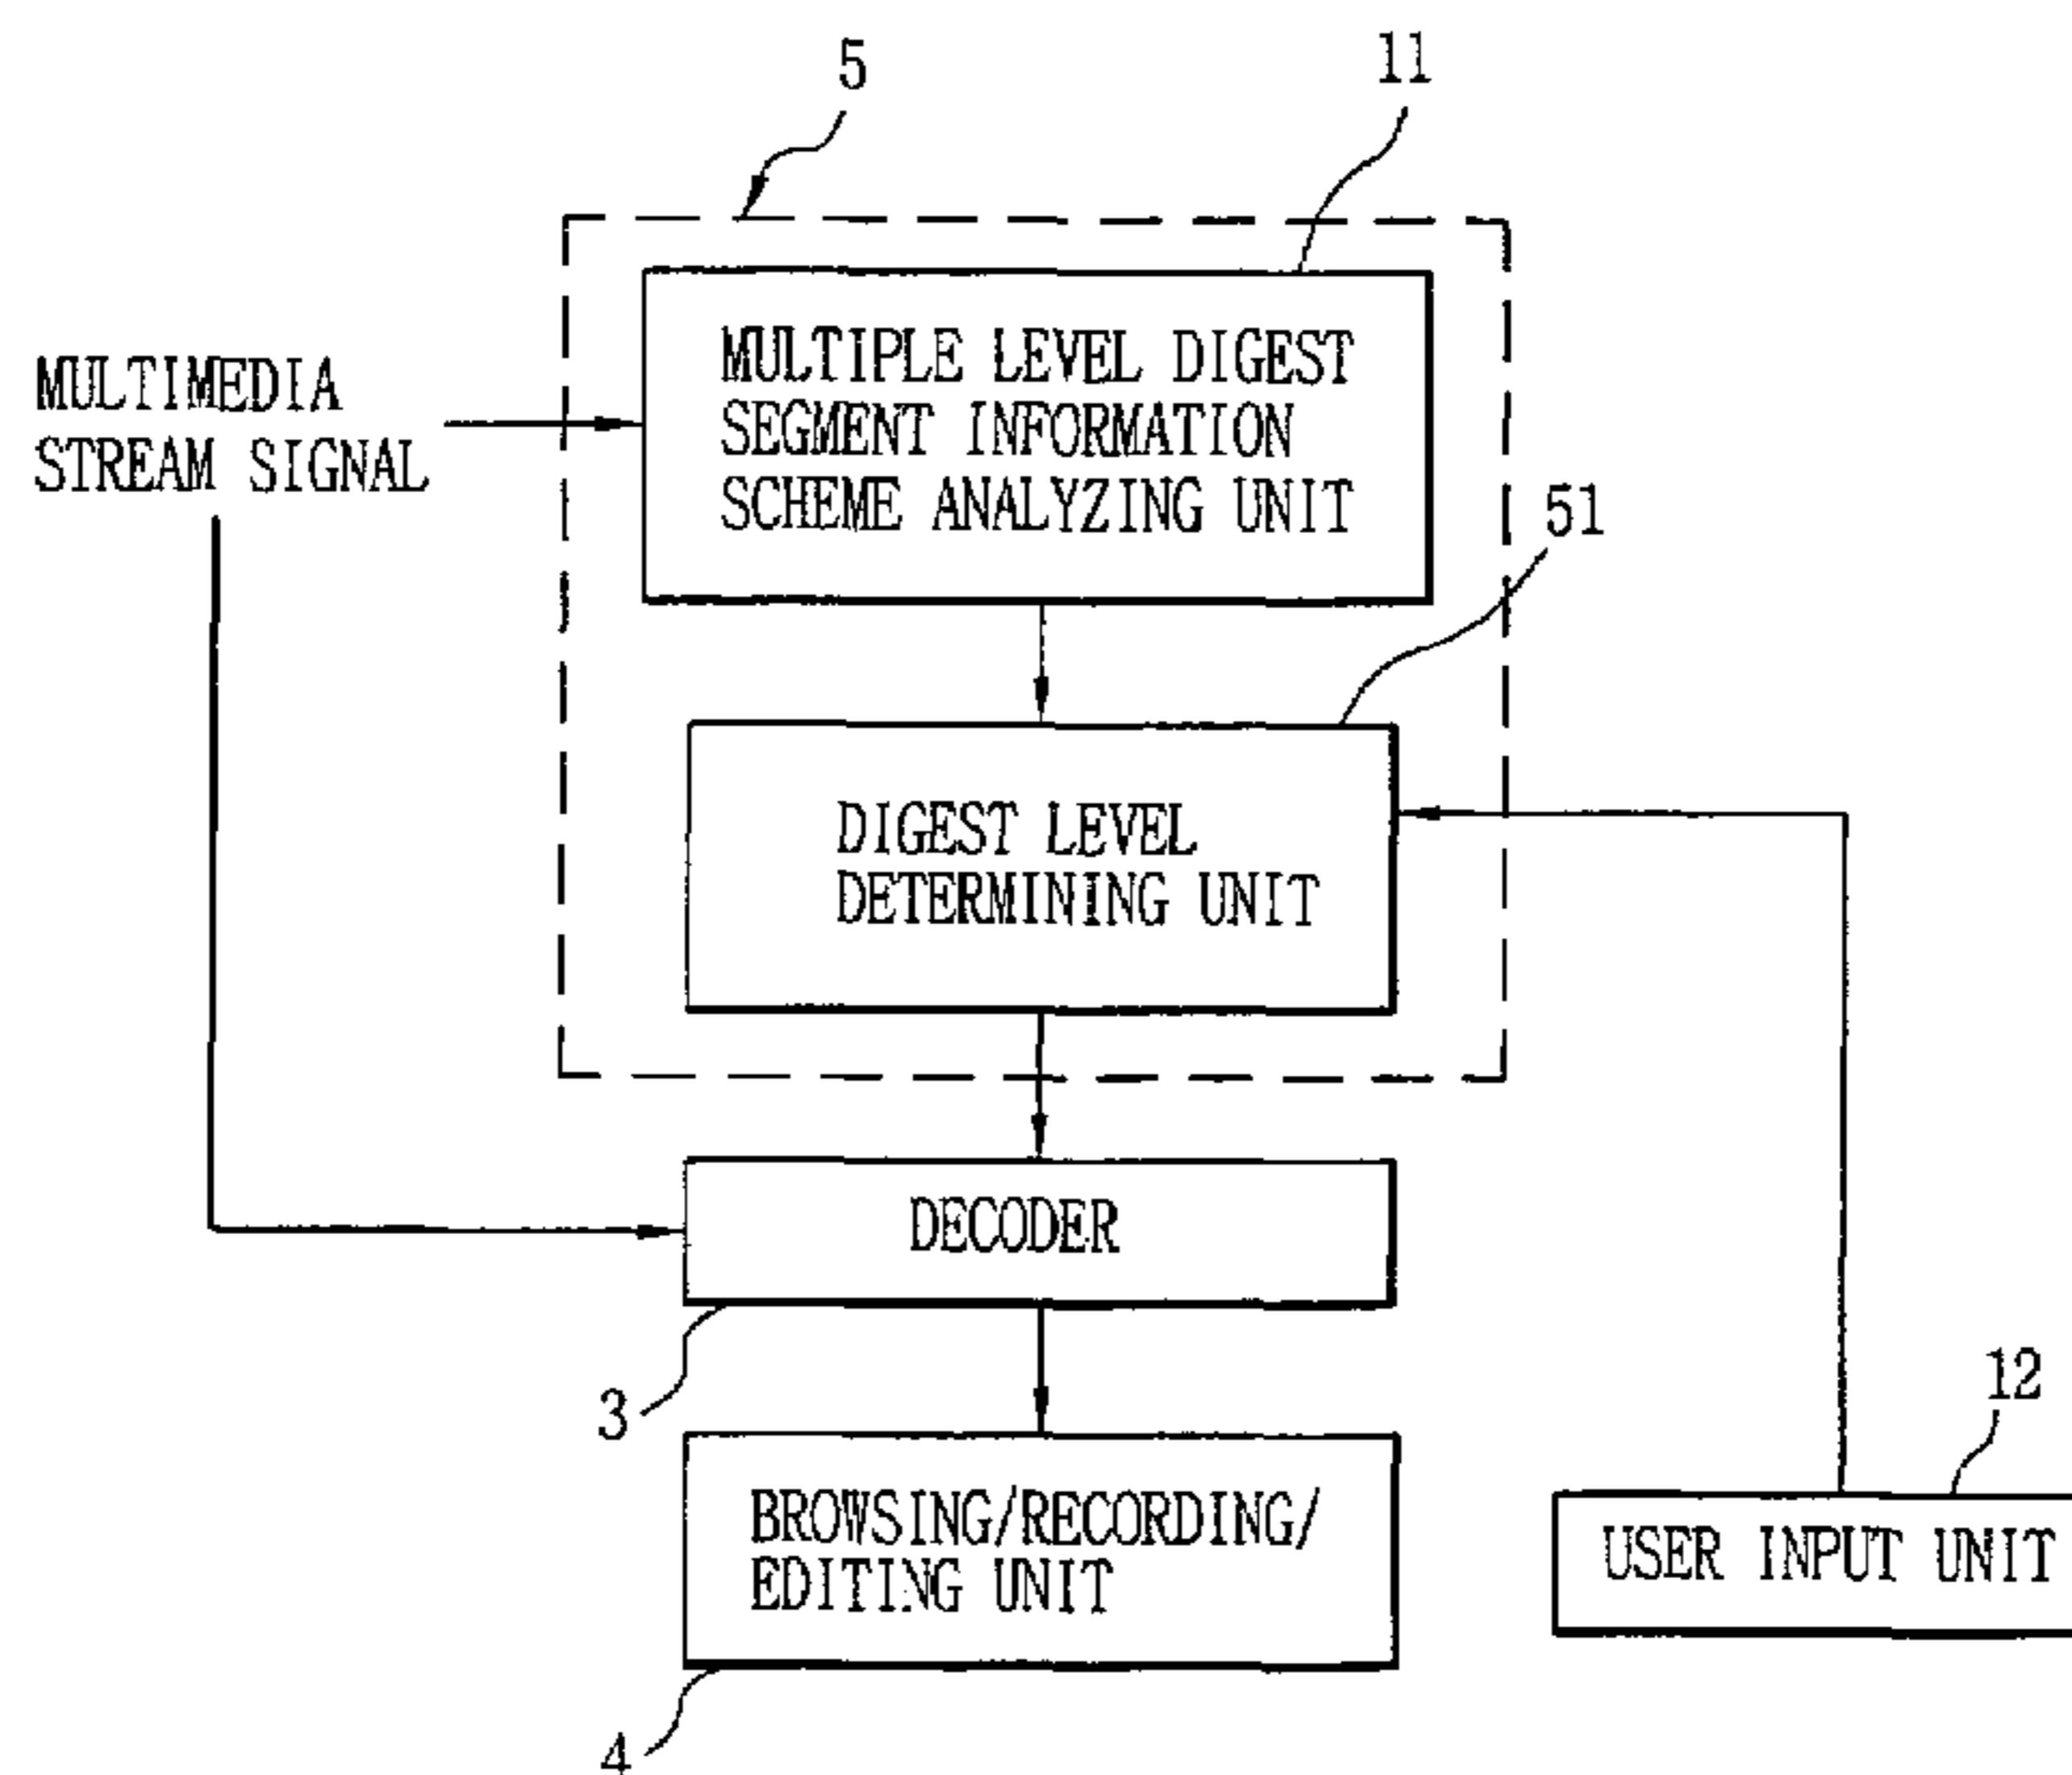 5
11
MULTIPLE LEVEL DIGEST
SEGMENT INFORMATION
SCHEME ANALYZING UNIT
MULTIMEDIA
STREAM SIGNAL
51
DIGEST LEVEL
DETERMINING UNIT
DECODER
3
12
BROWSING/RECORDING/
EDITING UNIT
USER INPUT UNIT
4